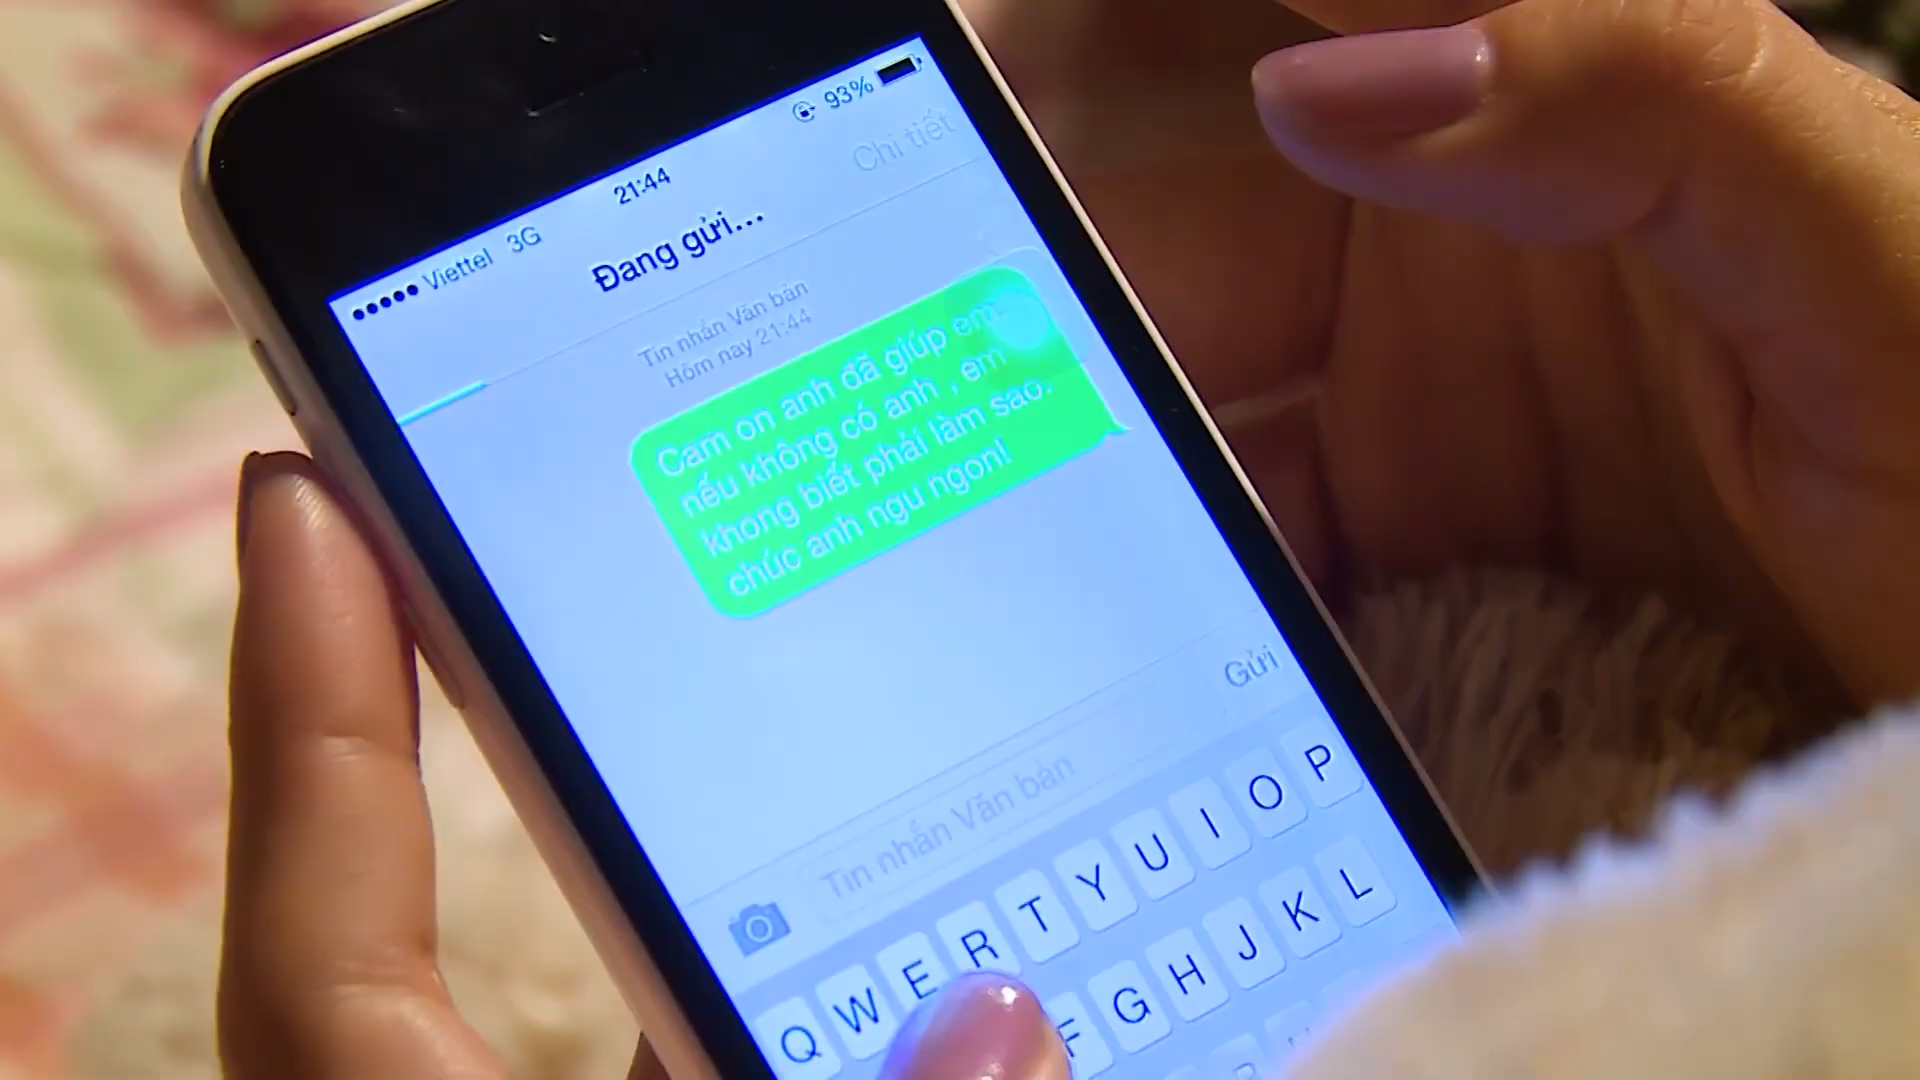 Viettel 3G 21:44 93%
Đang gửi...
Chi tiết
Tin nhắn Văn bản
Hôm nay 21:44
Cam on anh đã giúp em,
nếu không có anh , em
khong biết phải làm sao.
chúc anh ngu ngon!
Tin nhắn Văn bản
Gửi
Q W E R T Y U I O P
F G H J K L